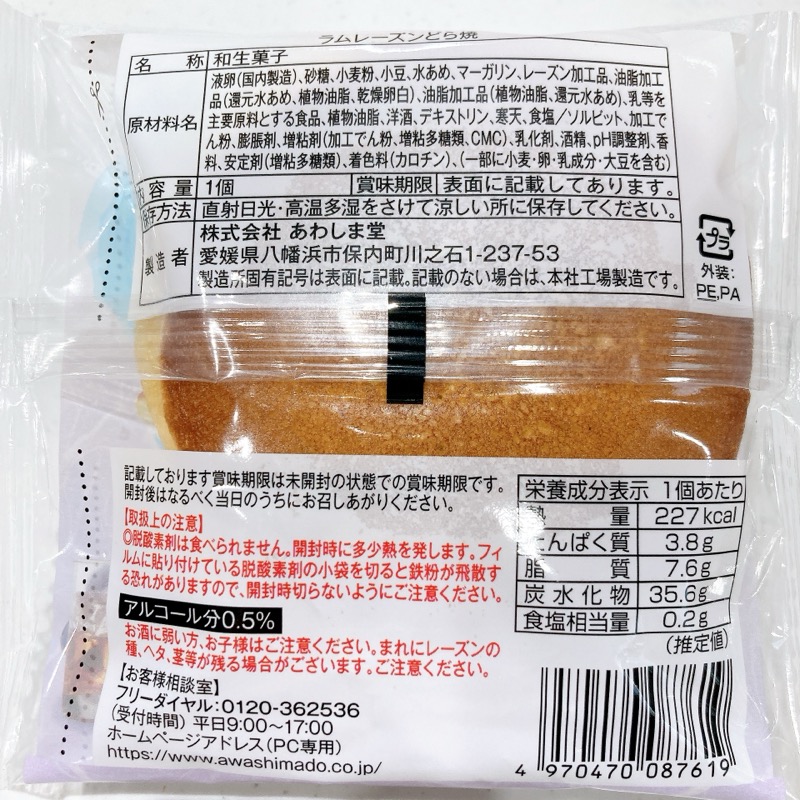 ラムレーズンどら焼
名 称 和生菓子
原材料名 液卵(国内製造)、砂糖、小麦粉、小豆、水あめ、マーガリン、レーズン加工品、油脂加工
品(還元水あめ、植物油脂、乾燥卵白)、油脂加工品(植物油脂、還元水あめ)、乳等を
主要原料とする食品、植物油脂、洋酒、デキストリン、寒天、食塩/ソルビット、加工で
ん粉、膨脹剤、増粘剤(加工でん粉、増粘多糖類、CMC)、乳化剤、酒精、pH調整剤、香
料、安定剤(増粘多糖類)、着色料(カロチン)、(一部に小麦・卵・乳成分・大豆を含む)
内容量 1個 賞味期限 表面に記載してあります。
保存方法 直射日光・高温多湿をさけて涼しい所に保存してください。
製造者 株式会社 あわしま堂
愛媛県八幡浜市保内町川之石1-237-53
製造所固有記号は表面に記載。記載のない場合は、本社工場製造です。
プラ
外装:
PE,PA
記載しております賞味期限は未開封の状態での賞味期限です。
開封後はなるべく当日のうちにお召しあがりください。
【取扱上の注意】
◎脱酸素剤は食べられません。開封時に多少熱を発します。フィ
ルムに貼り付けている脱酸素剤の小袋を切ると鉄粉が飛散す
る恐れがありますので、開封時切らないようにご注意ください。
アルコール分0.5%
お酒に弱い方、お子様はご注意ください。まれにレーズンの
種、ヘタ、茎等が残る場合がございます。ご注意ください。
【お客様相談室】
フリーダイヤル:0120-362536
(受付時間) 平日9:00~17:00
ホームページアドレス(PC専用)
https://www.awashimado.co.jp/
栄養成分表示 1個あたり
熱 量 227kcal
たんぱく質 3.8g
脂 質 7.6g
炭水化物 35.6g
食塩相当量 0.2g
(推定値)
4 970470 087619